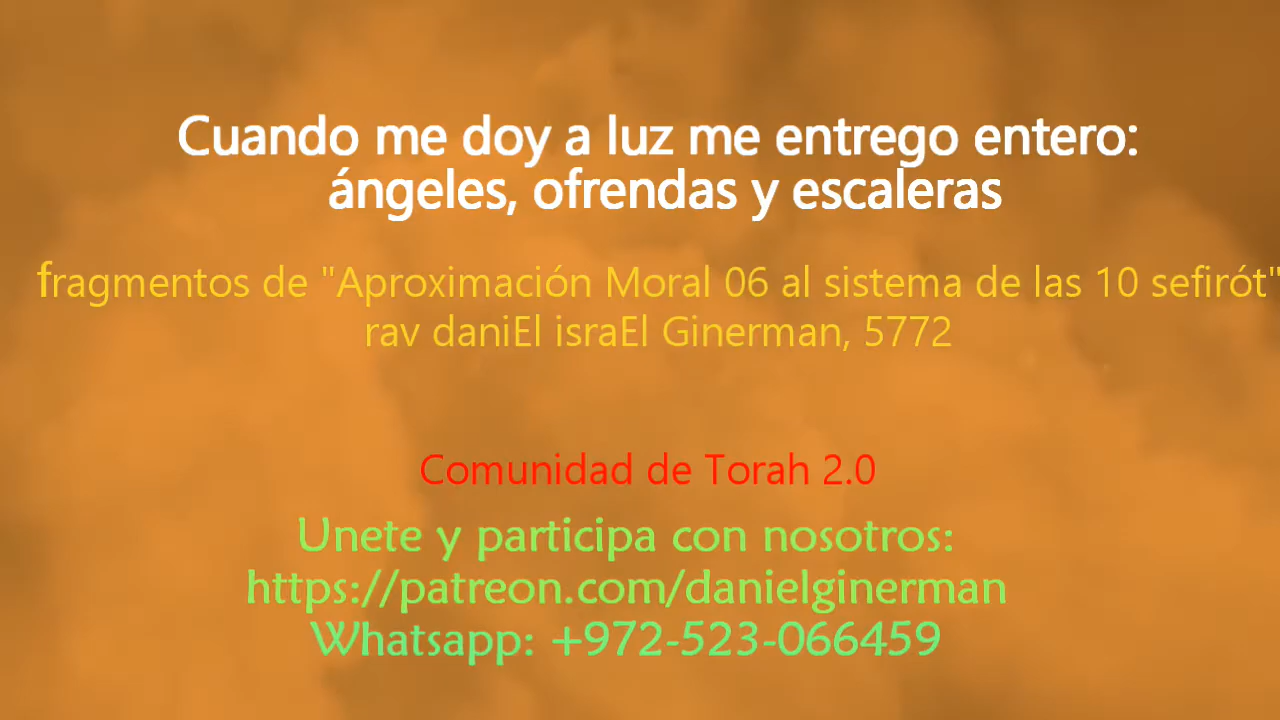 Cuando me doy a luz me entrego entero:
ángeles, ofrendas y escaleras
fragmentos de "Aproximación Moral 06 al sistema de las 10 sefirót"
rav daniEl israEl Ginerman, 5772
Comunidad de Torah 2.0
Unete y participa con nosotros:
https://patreon.com/danielginerman
Whatsapp: +972-523-066459